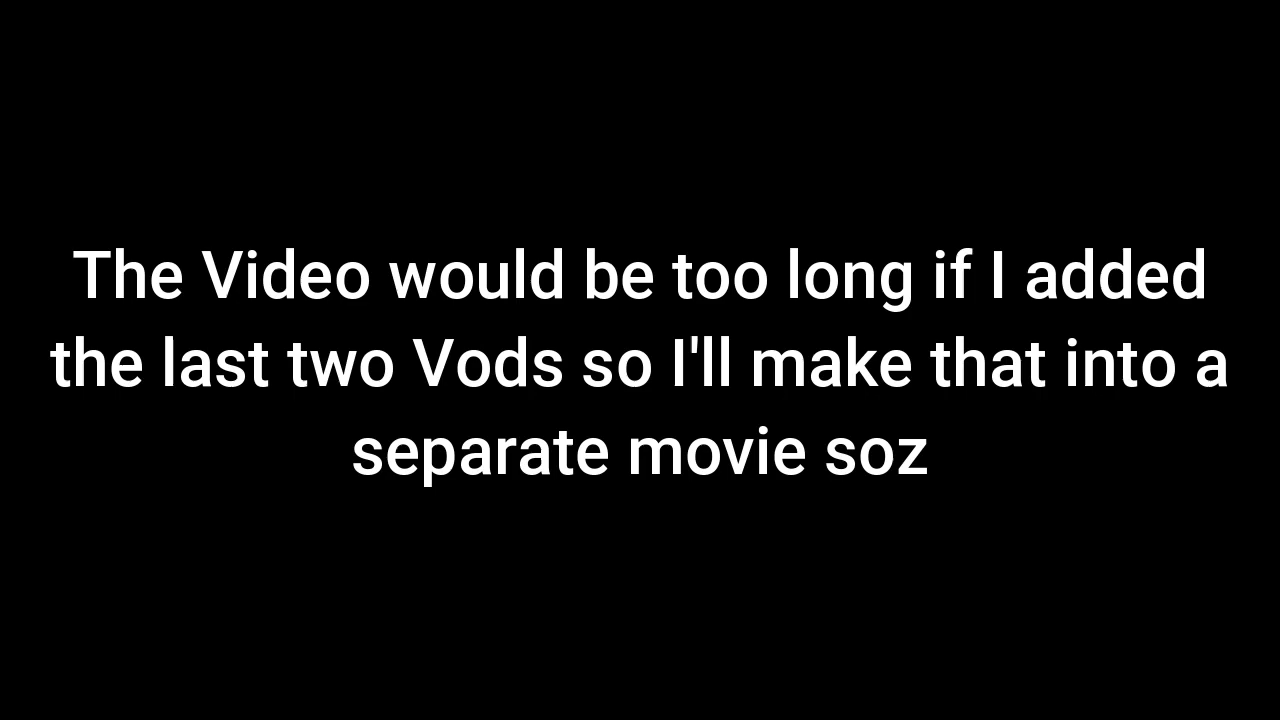 The Video would be too long if I added
the last two Vods so I'll make that into a
separate movie soz